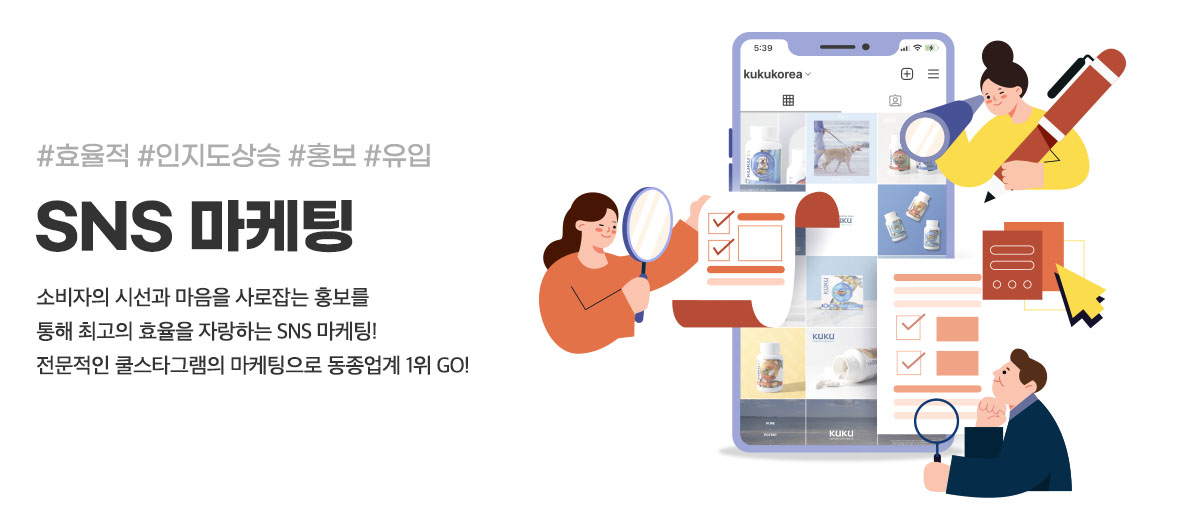 #효율적 #인지도상승 #홍보 #유입
SNS 마케팅
소비자의 시선과 마음을 사로잡는 홍보를
통해 최고의 효율을 자랑하는 SNS 마케팅!
전문적인 쿨스타그램의 마케팅으로 동종업계 1위 GO!
5:39
kukukorea
KUKU
KUKU
KUKU
PURE
POTENT
KUKU